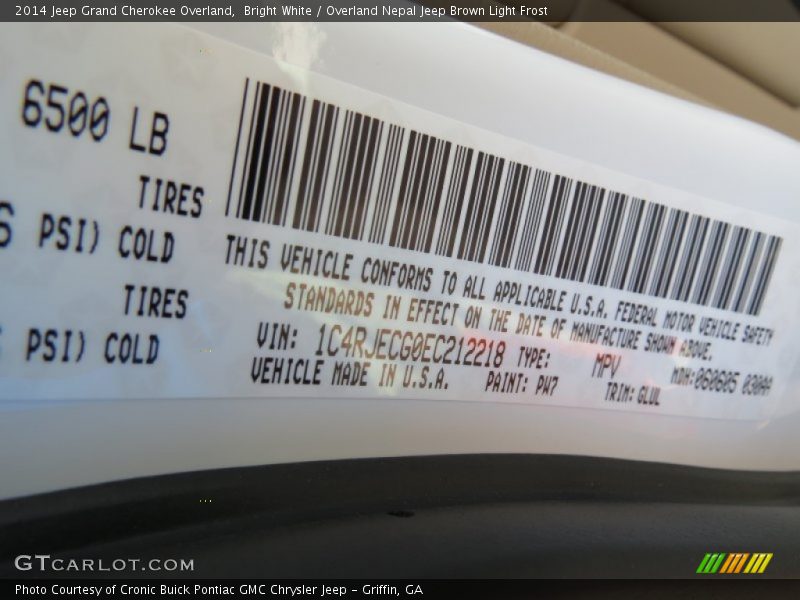 2014 Jeep Grand Cherokee Overland, Bright White / Overland Nepal Jeep Brown Light Frost
6500 LB
TIRES
PSI) COLD
TIRES
PSI) COLD
THIS VEHICLE CONFORMS TO ALL APPLICABLE U.S.A. FEDERAL MOTOR VEHICLE SAFETY
STANDARDS IN EFFECT ON THE DATE OF MANUFACTURE SHOWN ABOVE.
VIN: 1C4RJECG0EC212218 TYPE: MPV MDH:060605 030AA
VEHICLE MADE IN U.S.A. PAINT: PW7 TRIM: GLUL
GTCARLOT.COM
Photo Courtesy of Cronic Buick Pontiac GMC Chrysler Jeep – Griffin, GA